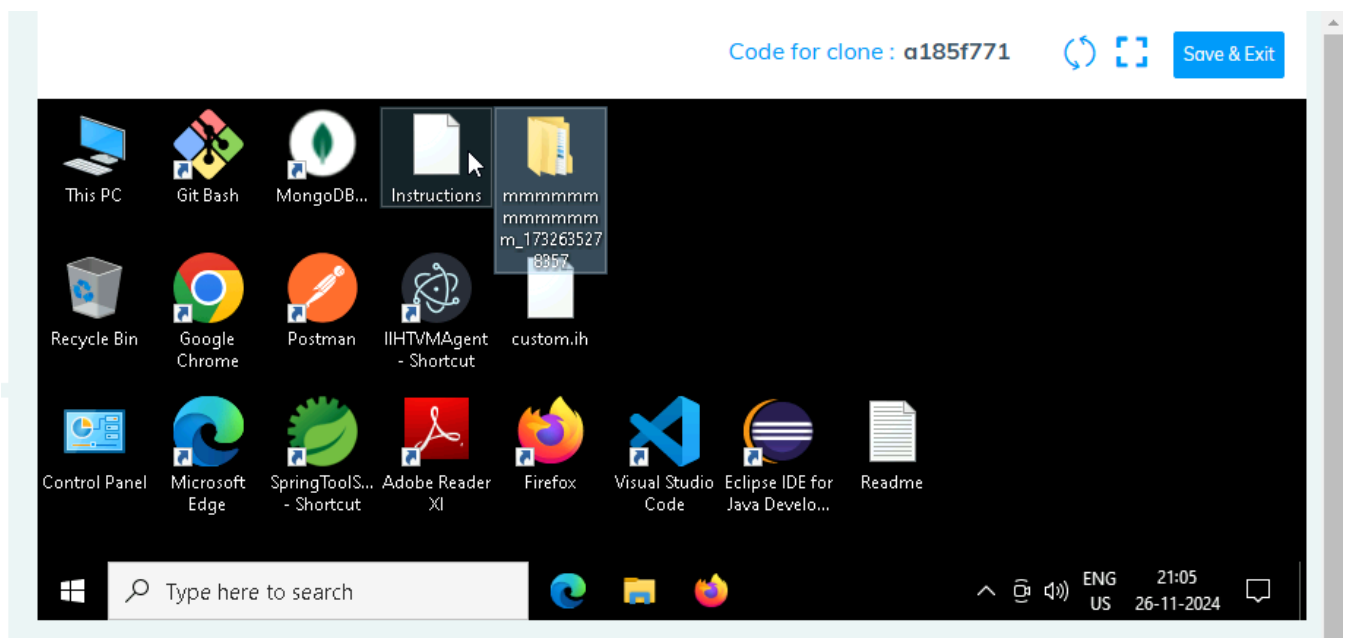 Code for clone : a185f771
Save & Exit
This PC
Git Bash
MongoDB...
Instructions
mmmmmm
mmmmmm
m_173263527
8357
Recycle Bin
Google
Chrome
Postman
IIHTVMAgent
- Shortcut
custom.ih
Control Panel
Microsoft
Edge
SpringToolS...
- Shortcut
Adobe Reader
XI
Firefox
Visual Studio
Code
Eclipse IDE for
Java Develo...
Readme
Type here to search
ENG
US
21:05
26-11-2024